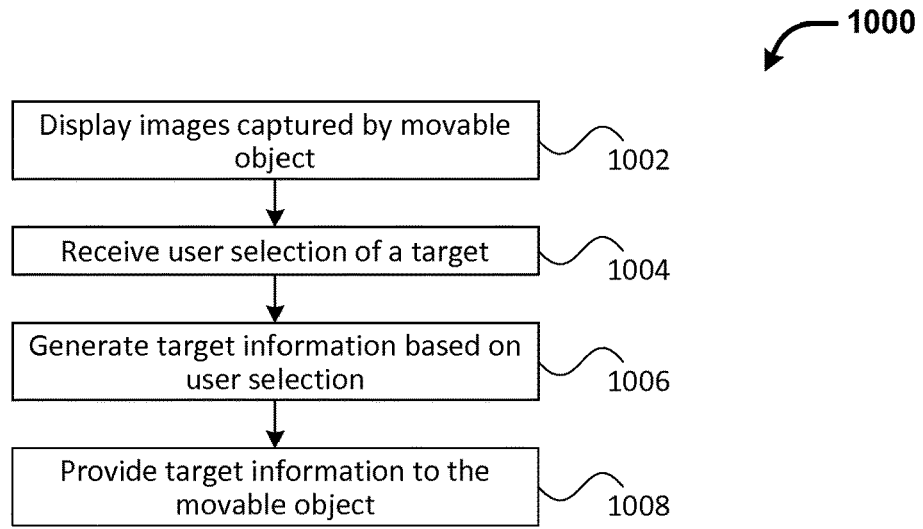 1000
Display images captured by movable
object
1002
Receive user selection of a target
1004
Generate target information based on
user selection
1006
Provide target information to the
movable object
1008